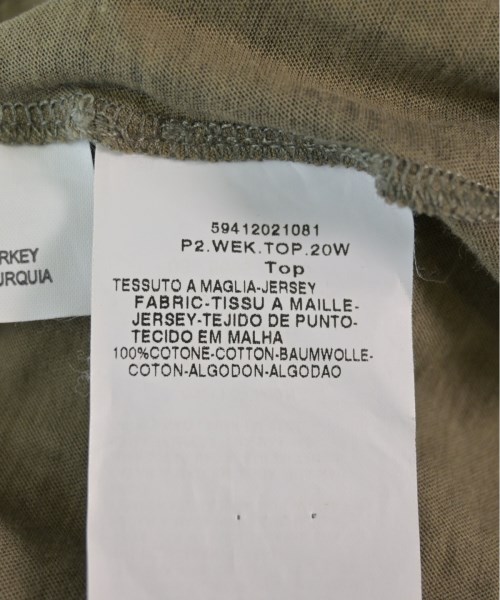 RKEY
URQUIA
59412021081
P2.WEK.TOP.20W
Top
TESSUTO A MAGLIA-JERSEY
FABRIC-TISSU A MAILLE-
JERSEY-TEJIDO DE PUNTO-
TECIDO EM MALHA
100%COTONE-COTTON-BAUMWOLLE-
COTON-ALGODON-ALGODAO